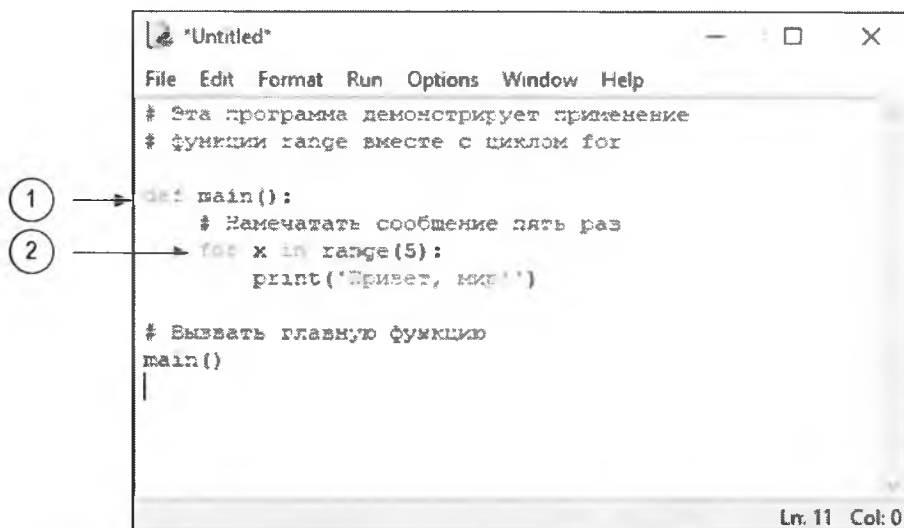 *Untitled*
File Edit Format Run Options Window Help
# Эта программа демонстрирует применение
# функции range вместе с циклом for
1
def main():
# Напечатать сообщение пять раз
2
for x in range(5):
print('Привет, мир!')
# Вызвать главную функцию
main()
Ln: 11 Col: 0